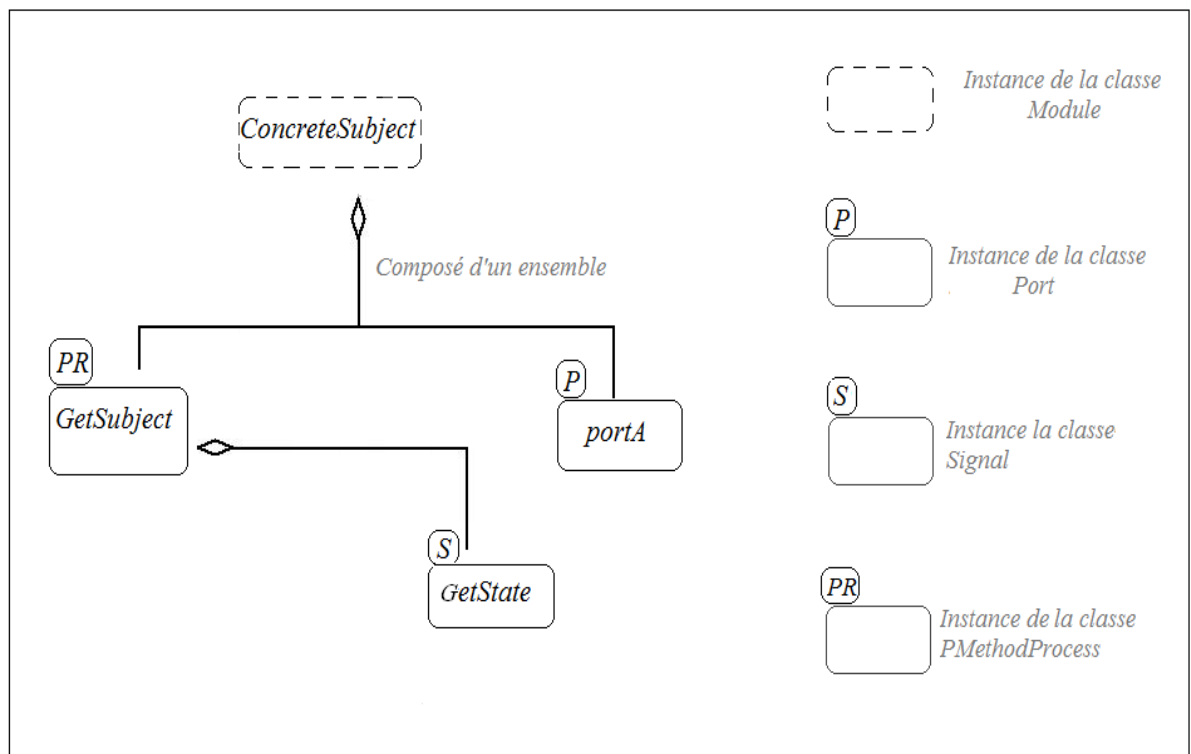 ConcreteSubject
Composé d'un ensemble
PR
GetSubject
P
portA
S
GetState
Instance de la classe
Module
P
Instance de la classe
Port
S
Instance la classe
Signal
PR
Instance de la classe
PMethodProcess